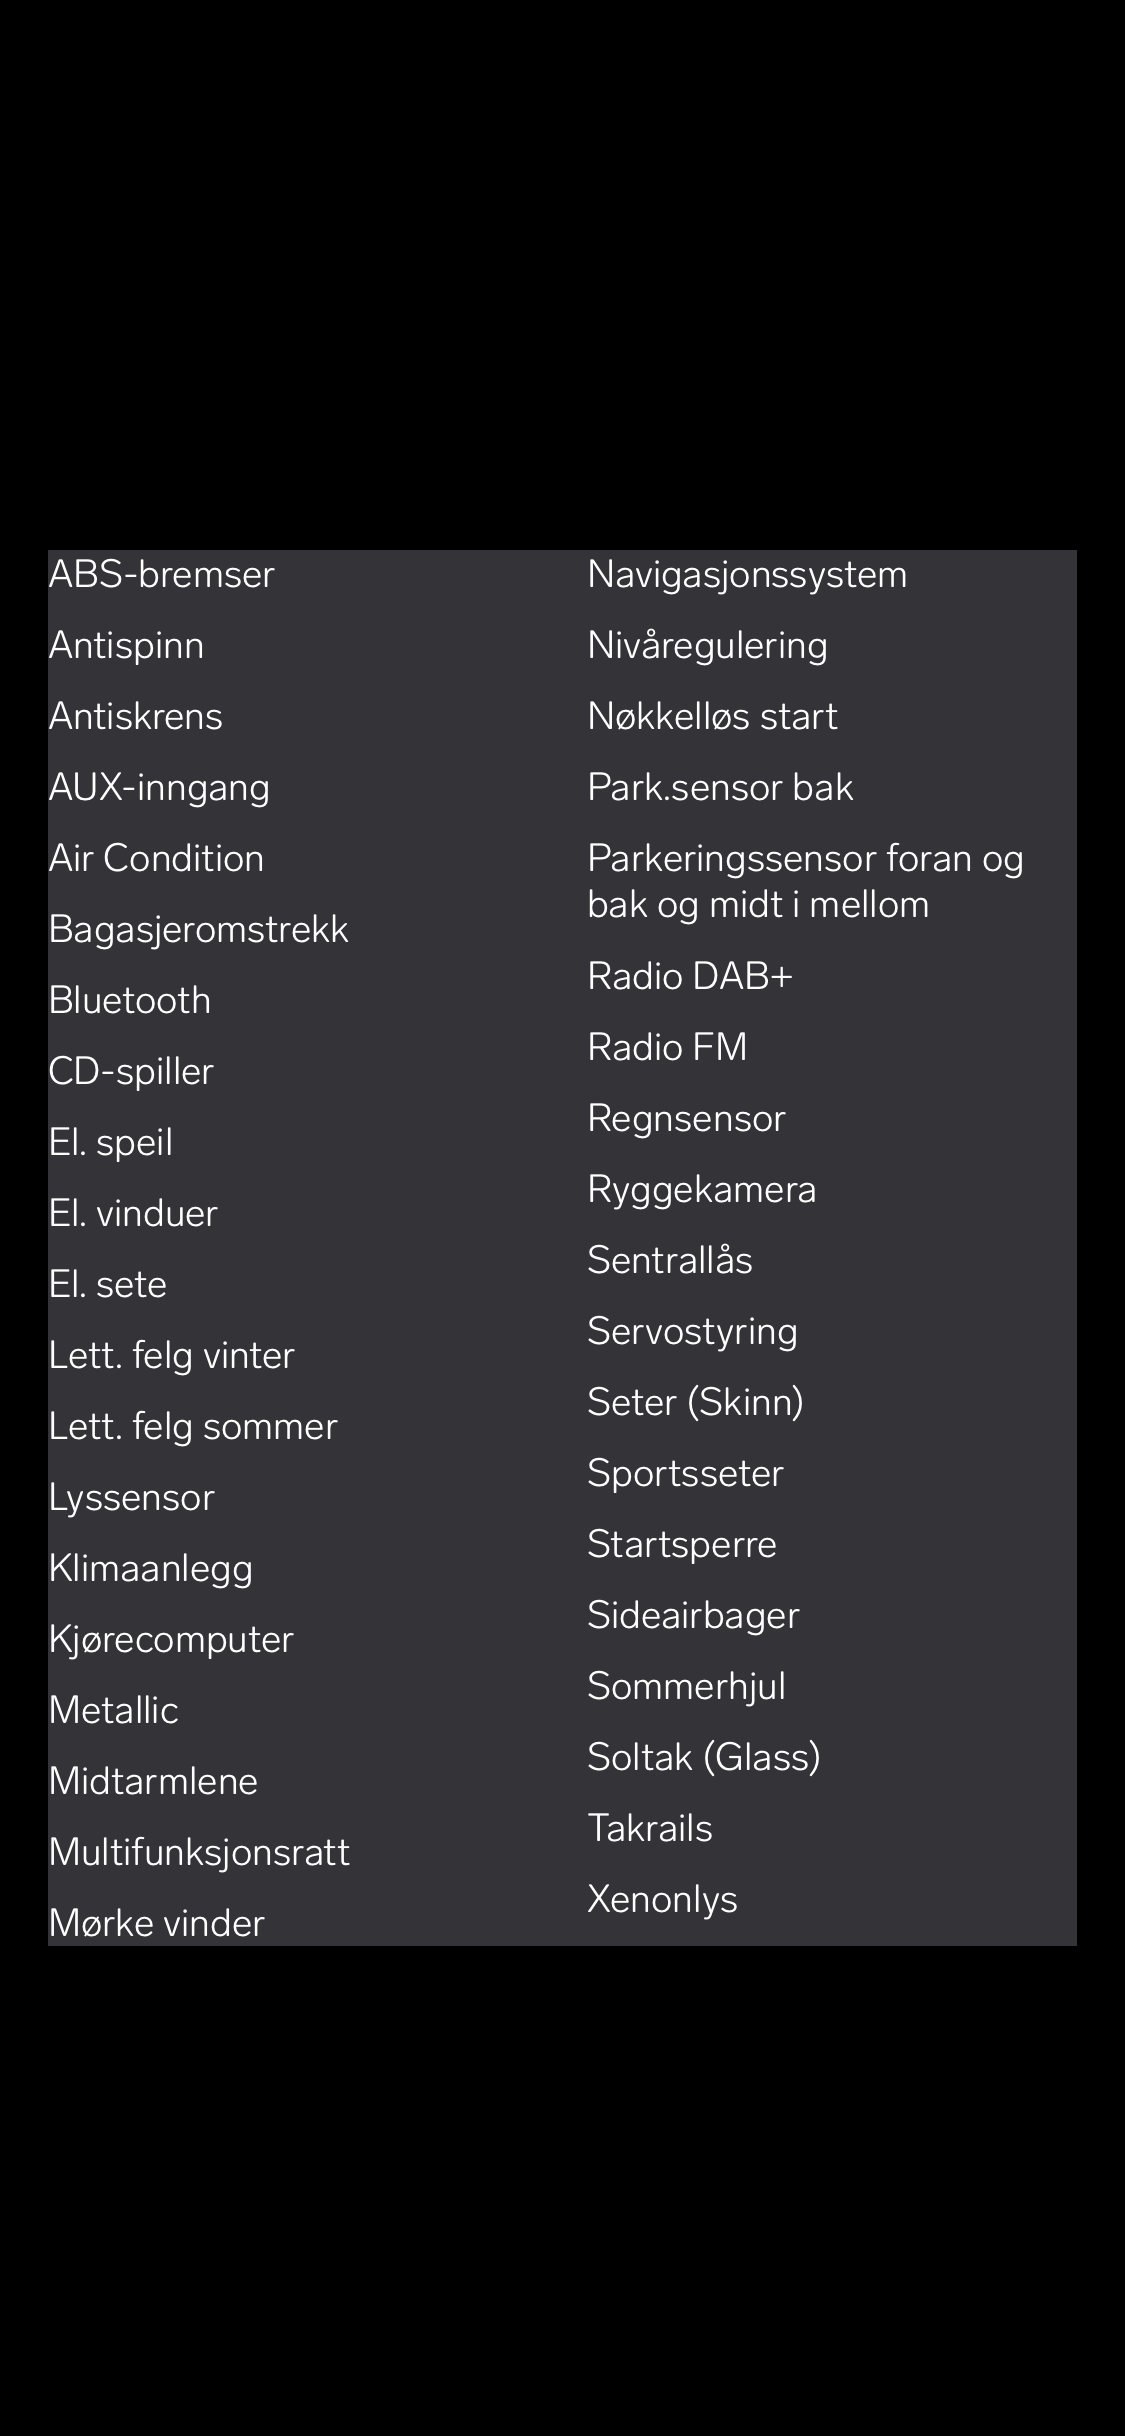 ABS-bremser
Antispinn
Antiskrens
AUX-inngang
Air Condition
Bagasjeromstrekk
Bluetooth
CD-spiller
El. speil
El. vinduer
El. sete
Lett. felg vinter
Lett. felg sommer
Lyssensor
Klimaanlegg
Kjørecomputer
Metallic
Midtarmlene
Multifunksjonsratt
Mørke vinder
Navigasjonssystem
Nivåregulering
Nøkkelløs start
Park.sensor bak
Parkeringssensor foran og
bak og midt i mellom
Radio DAB+
Radio FM
Regnsensor
Ryggekamera
Sentrallås
Servostyring
Seter (Skinn)
Sportsseter
Startsperre
Sideairbager
Sommerhjul
Soltak (Glass)
Takrails
Xenonlys